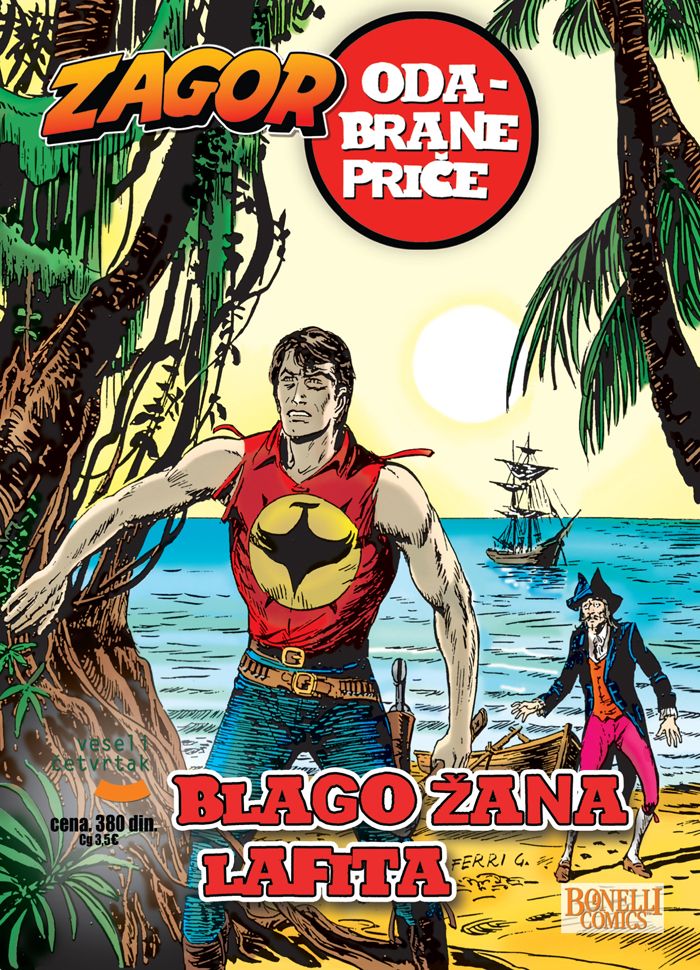 ZAGOR
ODA-
BRANE
PRIČE
veseli
četvrtak
cena. 380 din.
Cg 3,5€
BLAGO ŽANA
LAFITA
FERRI G.
BONELLI
COMICS